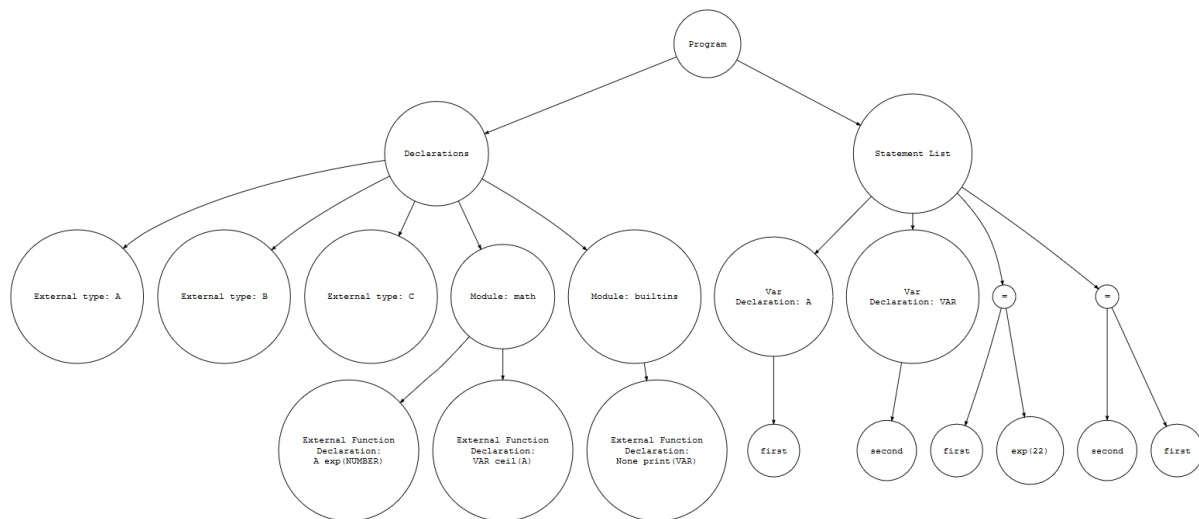 Program
Declarations
Statement List
External type: A
External type: B
External type: C
Module: math
Module: builtins
Var
Declaration: A
Var
Declaration: VAR
=
=
External Function
Declaration:
A exp(NUMBER)
External Function
Declaration:
VAR ceil(A)
External Function
Declaration:
None print(VAR)
first
second
first
exp(22)
second
first